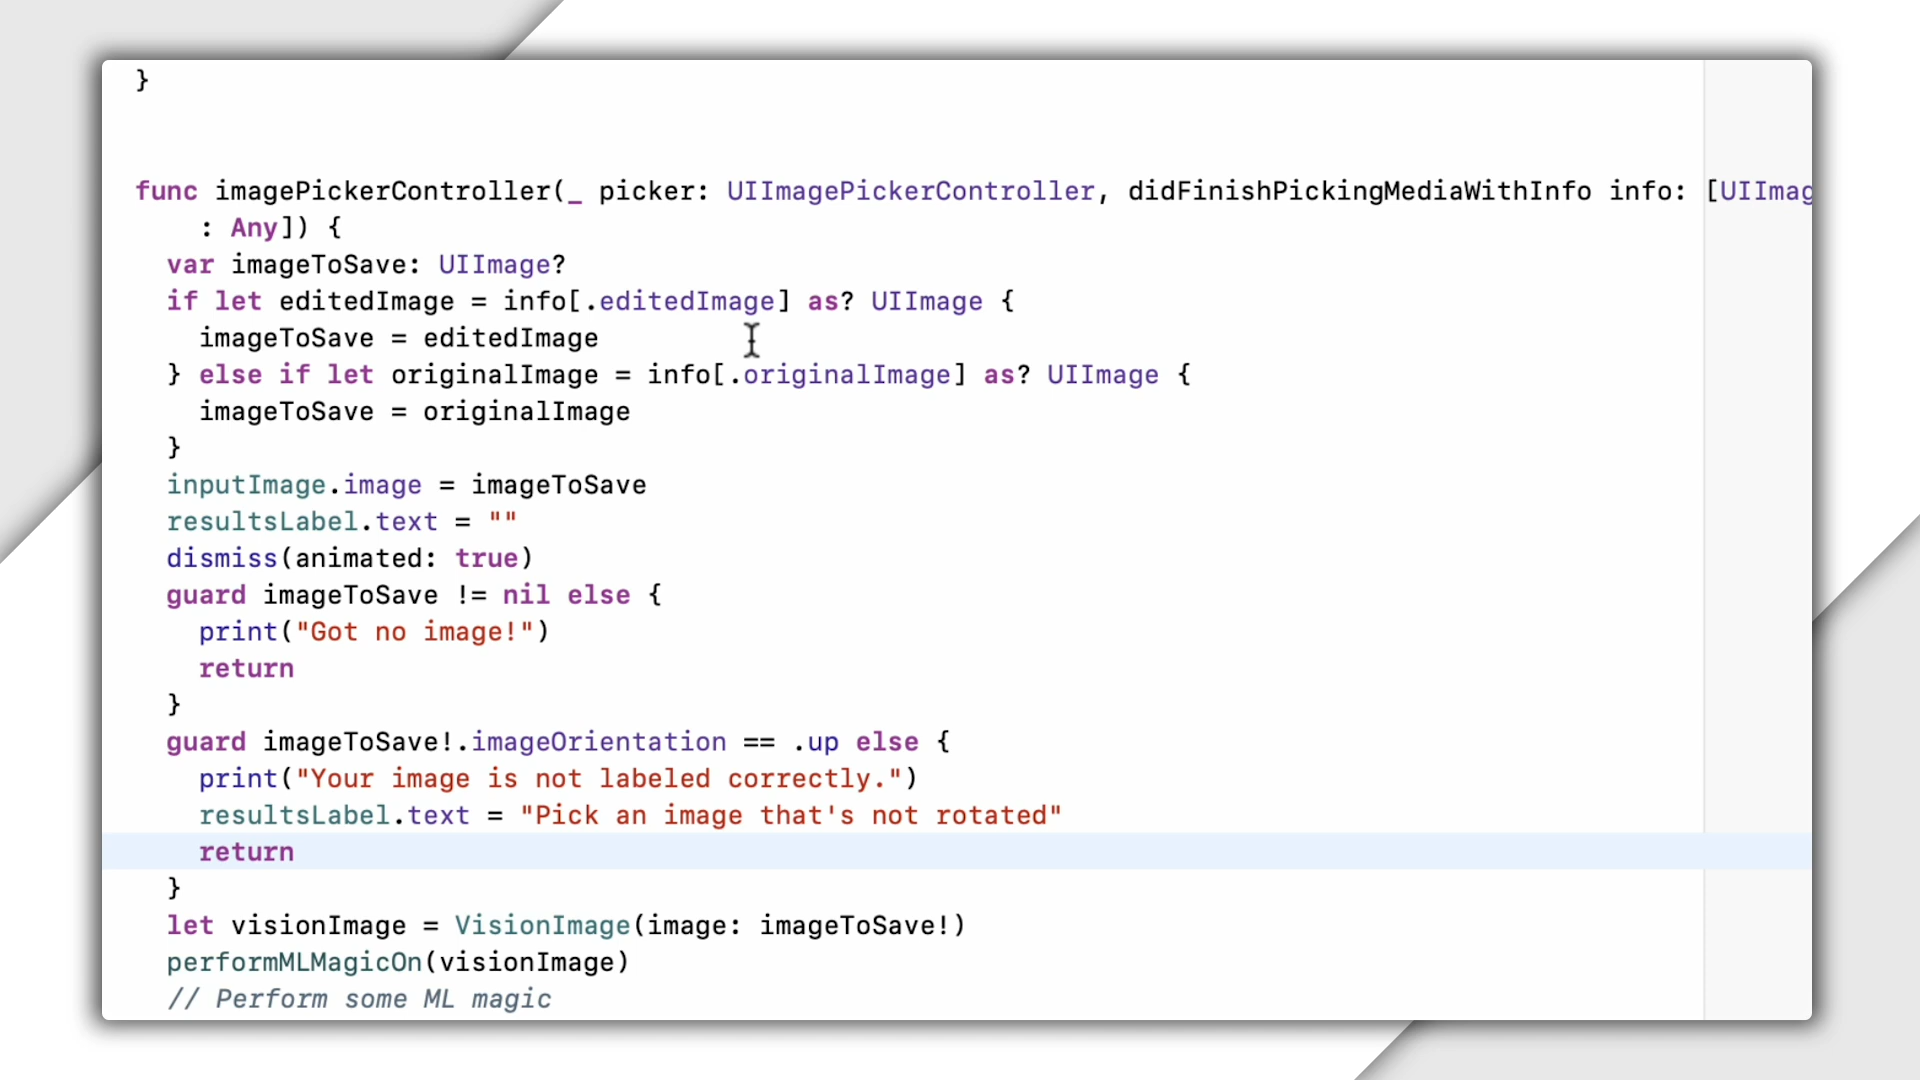 }
func imagePickerController(_ picker: UIImagePickerController, didFinishPickingMediaWithInfo info: [UIImag
: Any]) {
var imageToSave: UIImage?
if let editedImage = info[.editedImage] as? UIImage {
imageToSave = editedImage
} else if let originalImage = info[.originalImage] as? UIImage {
imageToSave = originalImage
}
inputImage.image = imageToSave
resultsLabel.text = ""
dismiss(animated: true)
guard imageToSave != nil else {
print("Got no image!")
return
}
guard imageToSave!.imageOrientation == .up else {
print("Your image is not labeled correctly.")
resultsLabel.text = "Pick an image that's not rotated"
return
}
let visionImage = VisionImage(image: imageToSave!)
performMLMagicOn(visionImage)
// Perform some ML magic